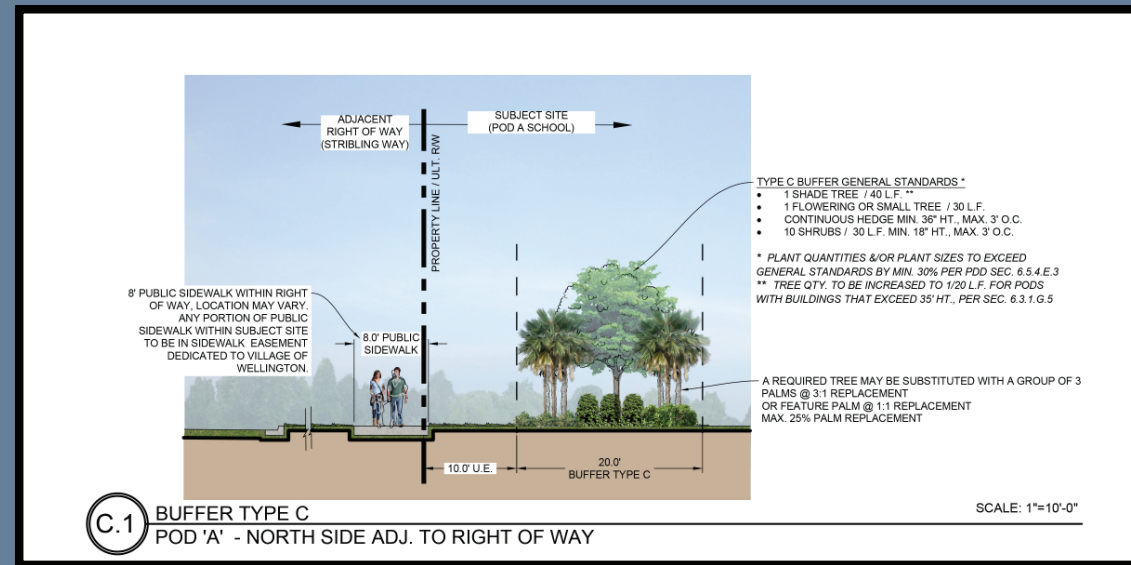 ADJACENT
RIGHT OF WAY
(STRIBLING WAY)
SUBJECT SITE
(POD A SCHOOL)
PROPERTY LINE / ULT. R/W
TYPE C BUFFER GENERAL STANDARDS *
• 1 SHADE TREE / 40 L.F. **
• 1 FLOWERING OR SMALL TREE / 30 L.F.
• CONTINUOUS HEDGE MIN. 36" HT., MAX. 3' O.C.
• 10 SHRUBS / 30 L.F. MIN. 18" HT., MAX. 3' O.C.
* PLANT QUANTITIES &/OR PLANT SIZES TO EXCEED
GENERAL STANDARDS BY MIN. 30% PER PDD SEC. 6.5.4.E.3
** TREE QTY. TO BE INCREASED TO 1/20 L.F. FOR PODS
WITH BUILDINGS THAT EXCEED 35' HT., PER SEC. 6.3.1.G.5
8' PUBLIC SIDEWALK WITHIN RIGHT
OF WAY, LOCATION MAY VARY.
ANY PORTION OF PUBLIC
SIDEWALK WITHIN SUBJECT SITE
TO BE IN SIDEWALK EASEMENT
DEDICATED TO VILLAGE OF
WELLINGTON.
8.0' PUBLIC
SIDEWALK
A REQUIRED TREE MAY BE SUBSTITUTED WITH A GROUP OF 3
PALMS @ 3:1 REPLACEMENT
OR FEATURE PALM @ 1:1 REPLACEMENT
MAX. 25% PALM REPLACEMENT
10.0' U.E.
20.0'
BUFFER TYPE C
C.1
BUFFER TYPE C
SCALE: 1"=10'-0"
POD 'A' - NORTH SIDE ADJ. TO RIGHT OF WAY